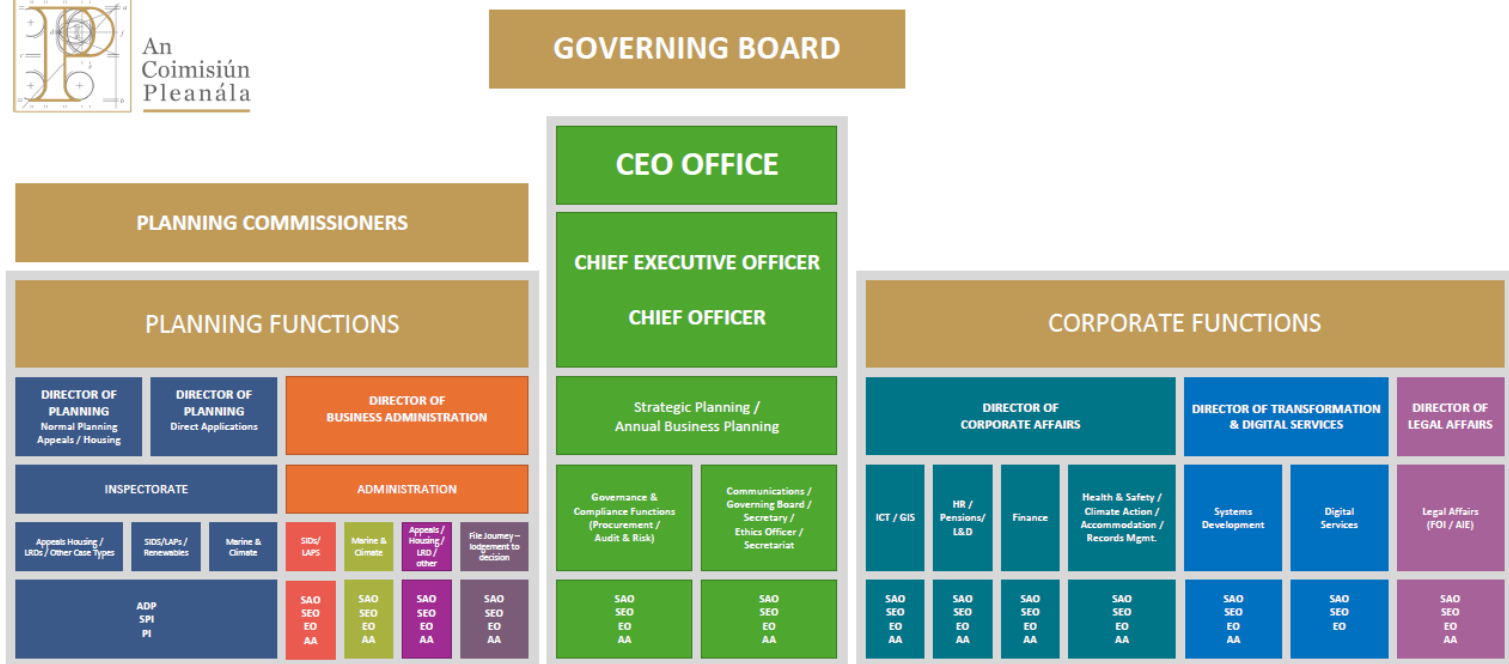 An
Coimisiún
Pleanála
GOVERNING BOARD
CEO OFFICE
PLANNING COMMISSIONERS
CHIEF EXECUTIVE OFFICER
CHIEF OFFICER
PLANNING FUNCTIONS
CORPORATE FUNCTIONS
DIRECTOR OF
PLANNING
Normal Planning
Appeals / Housing
DIRECTOR OF
PLANNING
Direct Applications
DIRECTOR OF
BUSINESS ADMINISTRATION
Strategic Planning /
Annual Business Planning
DIRECTOR OF
CORPORATE AFFAIRS
DIRECTOR OF TRANSFORMATION
& DIGITAL SERVICES
DIRECTOR OF
LEGAL AFFAIRS
INSPECTORATE
ADMINISTRATION
Governance &
Compliance Functions
(Procurement /
Audit & Risk)
Communications /
Governing Board /
Secretary /
Ethics Officer /
Secretariat
ICT / GIS
HR /
Pensions/
L&D
Finance
Health & Safety /
Climate Action /
Accommodation /
Records Mgmt.
Systems
Development
Digital
Services
Legal Affairs
(FOI / AIE)
Appeals Housing /
LRDs / Other Case Types
SIDS/LAPs /
Renewables
Marine &
Climate
SIDs/
LAPS
Marine &
Climate
Appeals /
Housing /
LRD /
other
File Journey –
lodgement to
decision
ADP
SPI
PI
SAO
SEO
EO
AA
SAO
SEO
EO
AA
SAO
SEO
EO
AA
SAO
SEO
EO
AA
SAO
SEO
EO
AA
SAO
SEO
EO
AA
SAO
SEO
EO
AA
SAO
SEO
EO
AA
SAO
SEO
EO
AA
SAO
SEO
EO
AA
SAO
SEO
EO
AA
SAO
SEO
EO
SAO
SEO
EO
AA